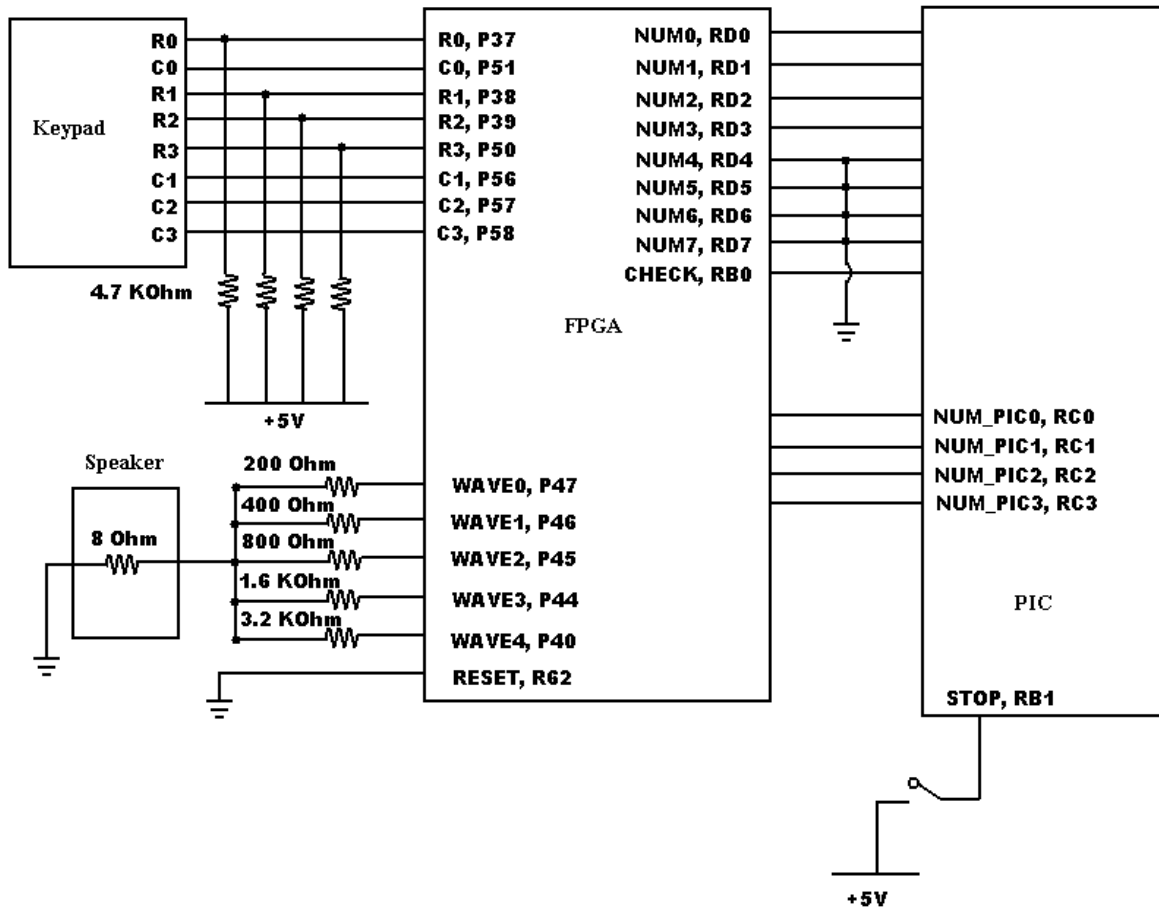 Keypad
R0
C0
R1
R2
R3
C1
C2
C3
4.7 KOhm
+5V
R0, P37
C0, P51
R1, P38
R2, P39
R3, P50
C1, P56
C2, P57
C3, P58
FPGA
NUM0, RD0
NUM1, RD1
NUM2, RD2
NUM3, RD3
NUM4, RD4
NUM5, RD5
NUM6, RD6
NUM7, RD7
CHECK, RB0
Speaker
8 Ohm
200 Ohm
400 Ohm
800 Ohm
1.6 KOhm
3.2 KOhm
WAVE0, P47
WAVE1, P46
WAVE2, P45
WAVE3, P44
WAVE4, P40
RESET, R62
NUM_PIC0, RC0
NUM_PIC1, RC1
NUM_PIC2, RC2
NUM_PIC3, RC3
PIC
STOP, RB1
+5V